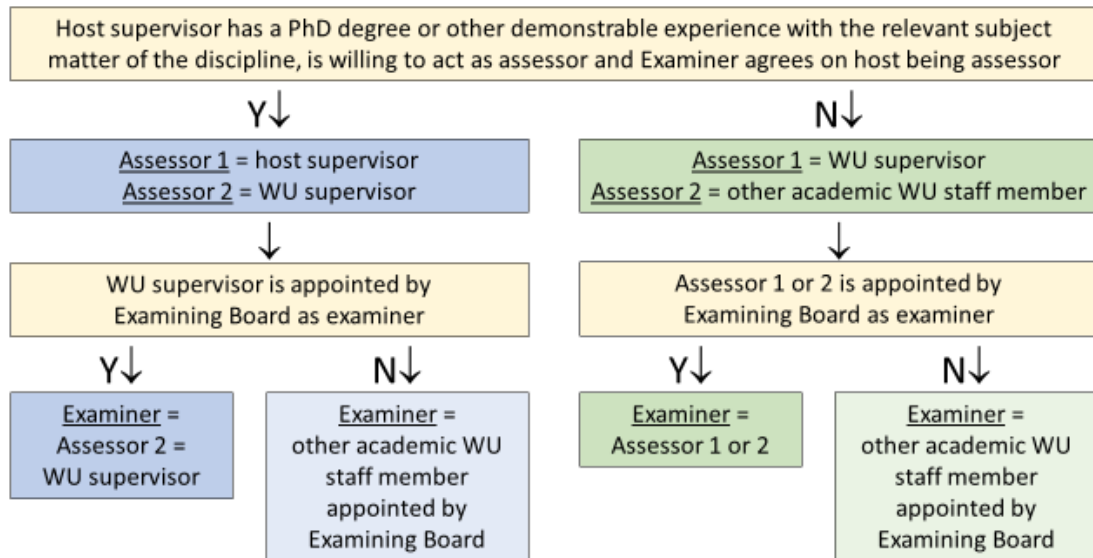 Host supervisor has a PhD degree or other demonstrable experience with the relevant subject
matter of the discipline, is willing to act as assessor and Examiner agrees on host being assessor
Y↓
N↓
Assessor 1 = host supervisor
Assessor 2 = WU supervisor
Assessor 1 = WU supervisor
Assessor 2 = other academic WU staff member
↓
↓
WU supervisor is appointed by
Examining Board as examiner
Assessor 1 or 2 is appointed by
Examining Board as examiner
Y↓
N↓
Y↓
N↓
Examiner =
Assessor 2 =
WU supervisor
Examiner =
other academic WU
staff member
appointed by
Examining Board
Examiner =
Assessor 1 or 2
Examiner =
other academic WU
staff member
appointed by
Examining Board